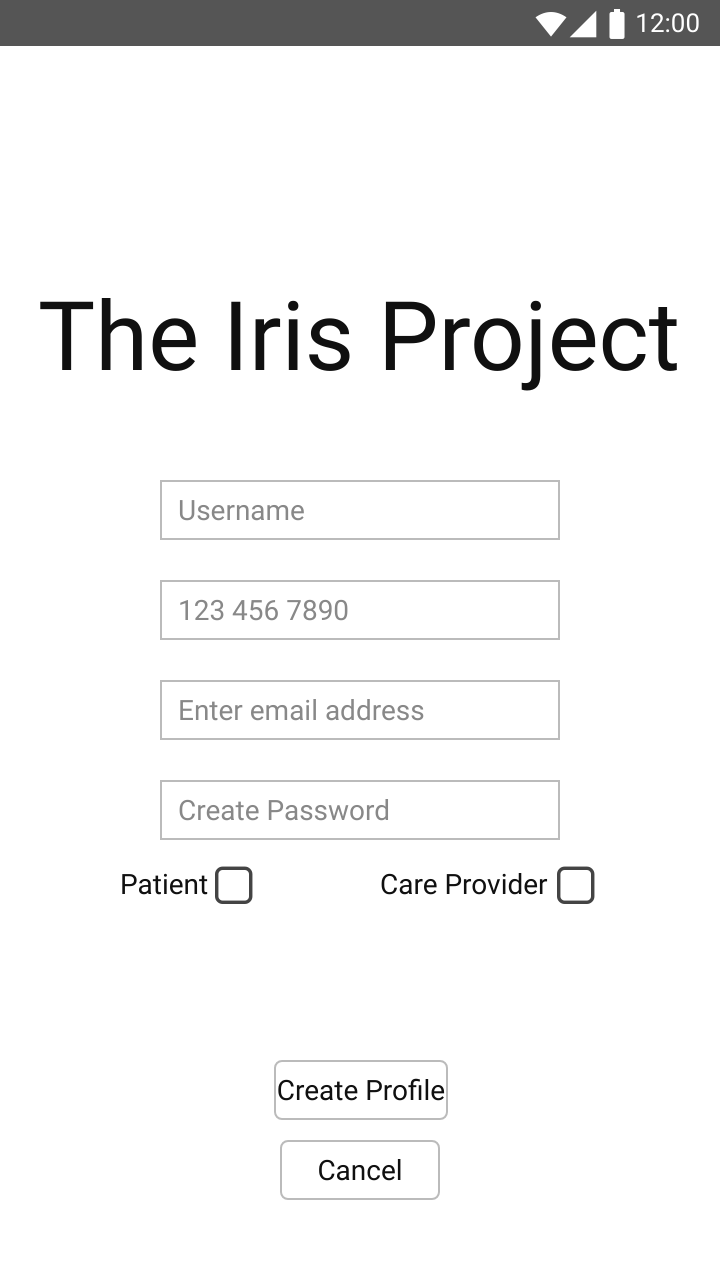 12:00
The Iris Project
Username
123 456 7890
Enter email address
Create Password
Patient Care Provider
Create Profile
Cancel